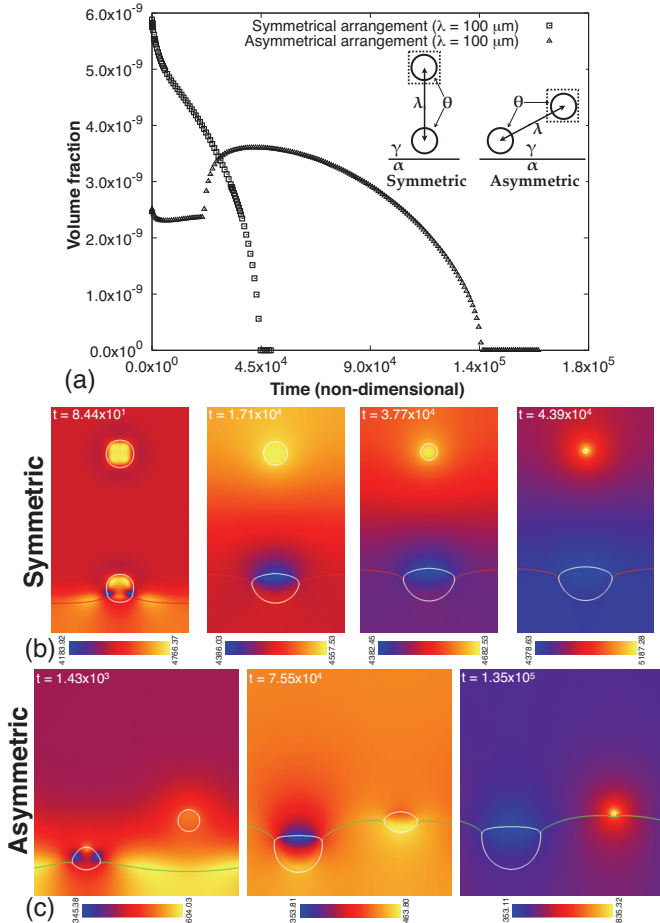 Symmetrical arrangement (λ = 100 μm)
Asymmetrical arrangement (λ = 100 μm)
6.0x10⁻⁹
5.0x10⁻⁹
4.0x10⁻⁹
3.0x10⁻⁹
2.0x10⁻⁹
1.0x10⁻⁹
0.0x10⁰
Volume fraction
λ
θ
γ
α
Symmetric
θ
λ
γ
α
Asymmetric
0.0x10⁰
4.5x10⁴
9.0x10⁴
1.4x10⁵
1.8x10⁵
Time (non-dimensional)
(a)
Symmetric
t = 8.44x10¹
t = 1.71x10⁴
t = 3.77x10⁴
t = 4.39x10⁴
(b)
4183.92
4766.37
4386.03
4557.53
4382.45
4682.53
4378.63
5187.28
Asymmetric
t = 1.43x10³
t = 7.55x10⁴
t = 1.35x10⁵
(c)
345.38
604.03
353.81
463.80
353.11
835.32